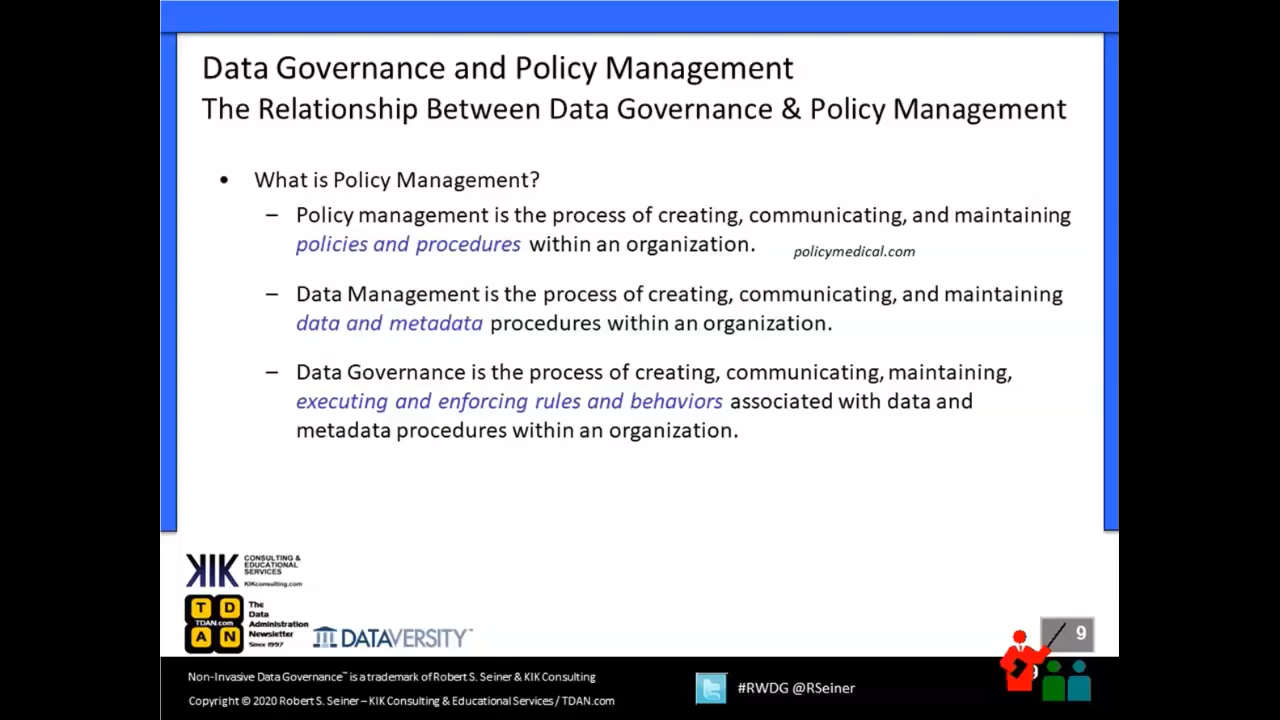 Data Governance and Policy Management
The Relationship Between Data Governance & Policy Management
• What is Policy Management?
– Policy management is the process of creating, communicating, and maintaining
policies and procedures within an organization. policymedical.com
– Data Management is the process of creating, communicating, and maintaining
data and metadata procedures within an organization.
– Data Governance is the process of creating, communicating, maintaining,
executing and enforcing rules and behaviors associated with data and
metadata procedures within an organization.
KIK CONSULTING &
EDUCATIONAL
SERVICES
KIKconsulting.com
T D
TDAN.com
A N
The
Data
Administration
Newsletter
Since 1997
DATAVERSITY™
9
9
Non-Invasive Data Governance™ is a trademark of Robert S. Seiner & KIK Consulting
Copyright © 2020 Robert S. Seiner – KIK Consulting & Educational Services / TDAN.com
#RWDG @RSeiner